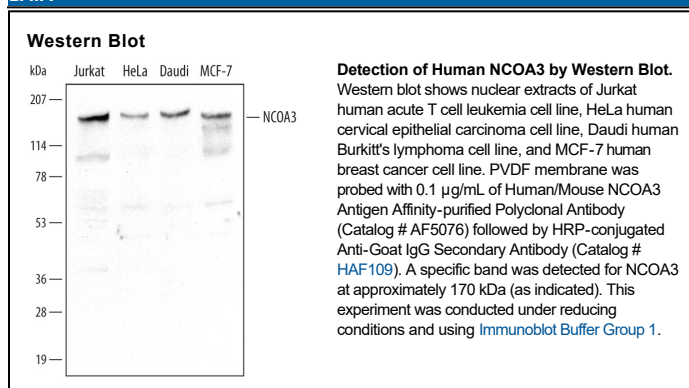 Western Blot
kDa Jurkat HeLa Daudi MCF-7
207
NCOA3
114
78
53
36
28
19
Detection of Human NCOA3 by Western Blot.
Western blot shows nuclear extracts of Jurkat
human acute T cell leukemia cell line, HeLa human
cervical epithelial carcinoma cell line, Daudi human
Burkitt's lymphoma cell line, and MCF-7 human
breast cancer cell line. PVDF membrane was
probed with 0.1 µg/mL of Human/Mouse NCOA3
Antigen Affinity-purified Polyclonal Antibody
(Catalog # AF5076) followed by HRP-conjugated
Anti-Goat IgG Secondary Antibody (Catalog #
HAF109). A specific band was detected for NCOA3
at approximately 170 kDa (as indicated). This
experiment was conducted under reducing
conditions and using Immunoblot Buffer Group 1.